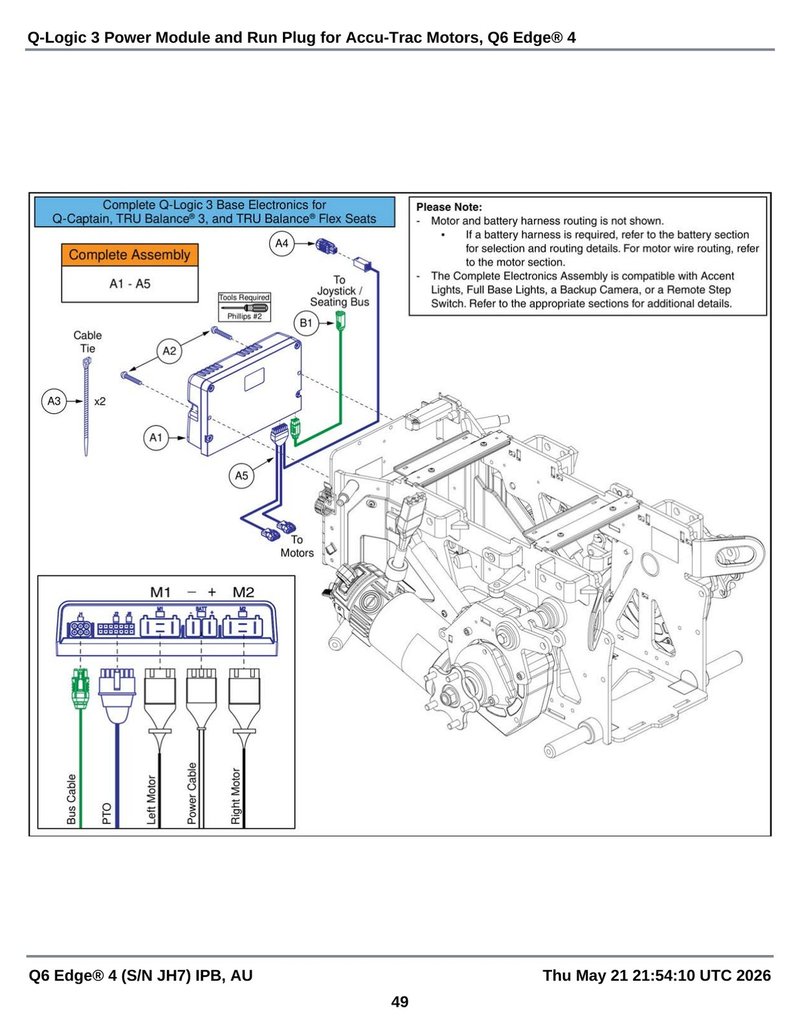 Q-Logic 3 Power Module and Run Plug for Accu-Trac Motors, Q6 Edge® 4
Complete Q-Logic 3 Base Electronics for
Q-Captain, TRU Balance® 3, and TRU Balance® Flex Seats
Please Note:
- Motor and battery harness routing is not shown.
• If a battery harness is required, refer to the battery section
for selection and routing details. For motor wire routing, refer
to the motor section.
- The Complete Electronics Assembly is compatible with Accent
Lights, Full Base Lights, a Backup Camera, or a Remote Step
Switch. Refer to the appropriate sections for additional details.
Complete Assembly
A1 - A5
A4
To
Joystick /
Seating Bus
Tools Required
Phillips #2
B1
Cable
Tie
A2
A3
x2
A1
A5
To
Motors
M1 − + M2
M1
BATT
- +
M2
Bus Cable
PTO
Left Motor
Power Cable
Right Motor
Q6 Edge® 4 (S/N JH7) IPB, AU
Thu May 21 21:54:10 UTC 2026
49